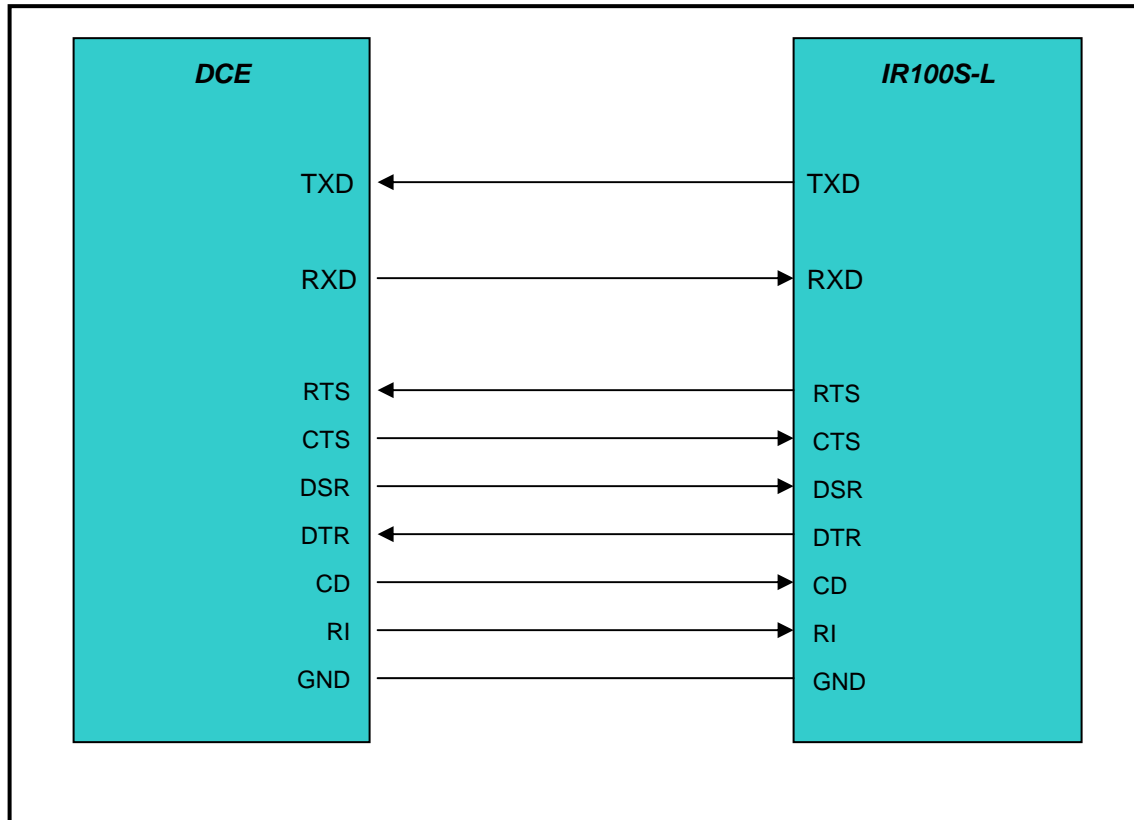 DCE IR100S-L
TXD TXD
RXD RXD
RTS RTS
CTS CTS
DSR DSR
DTR DTR
CD CD
RI RI
GND GND